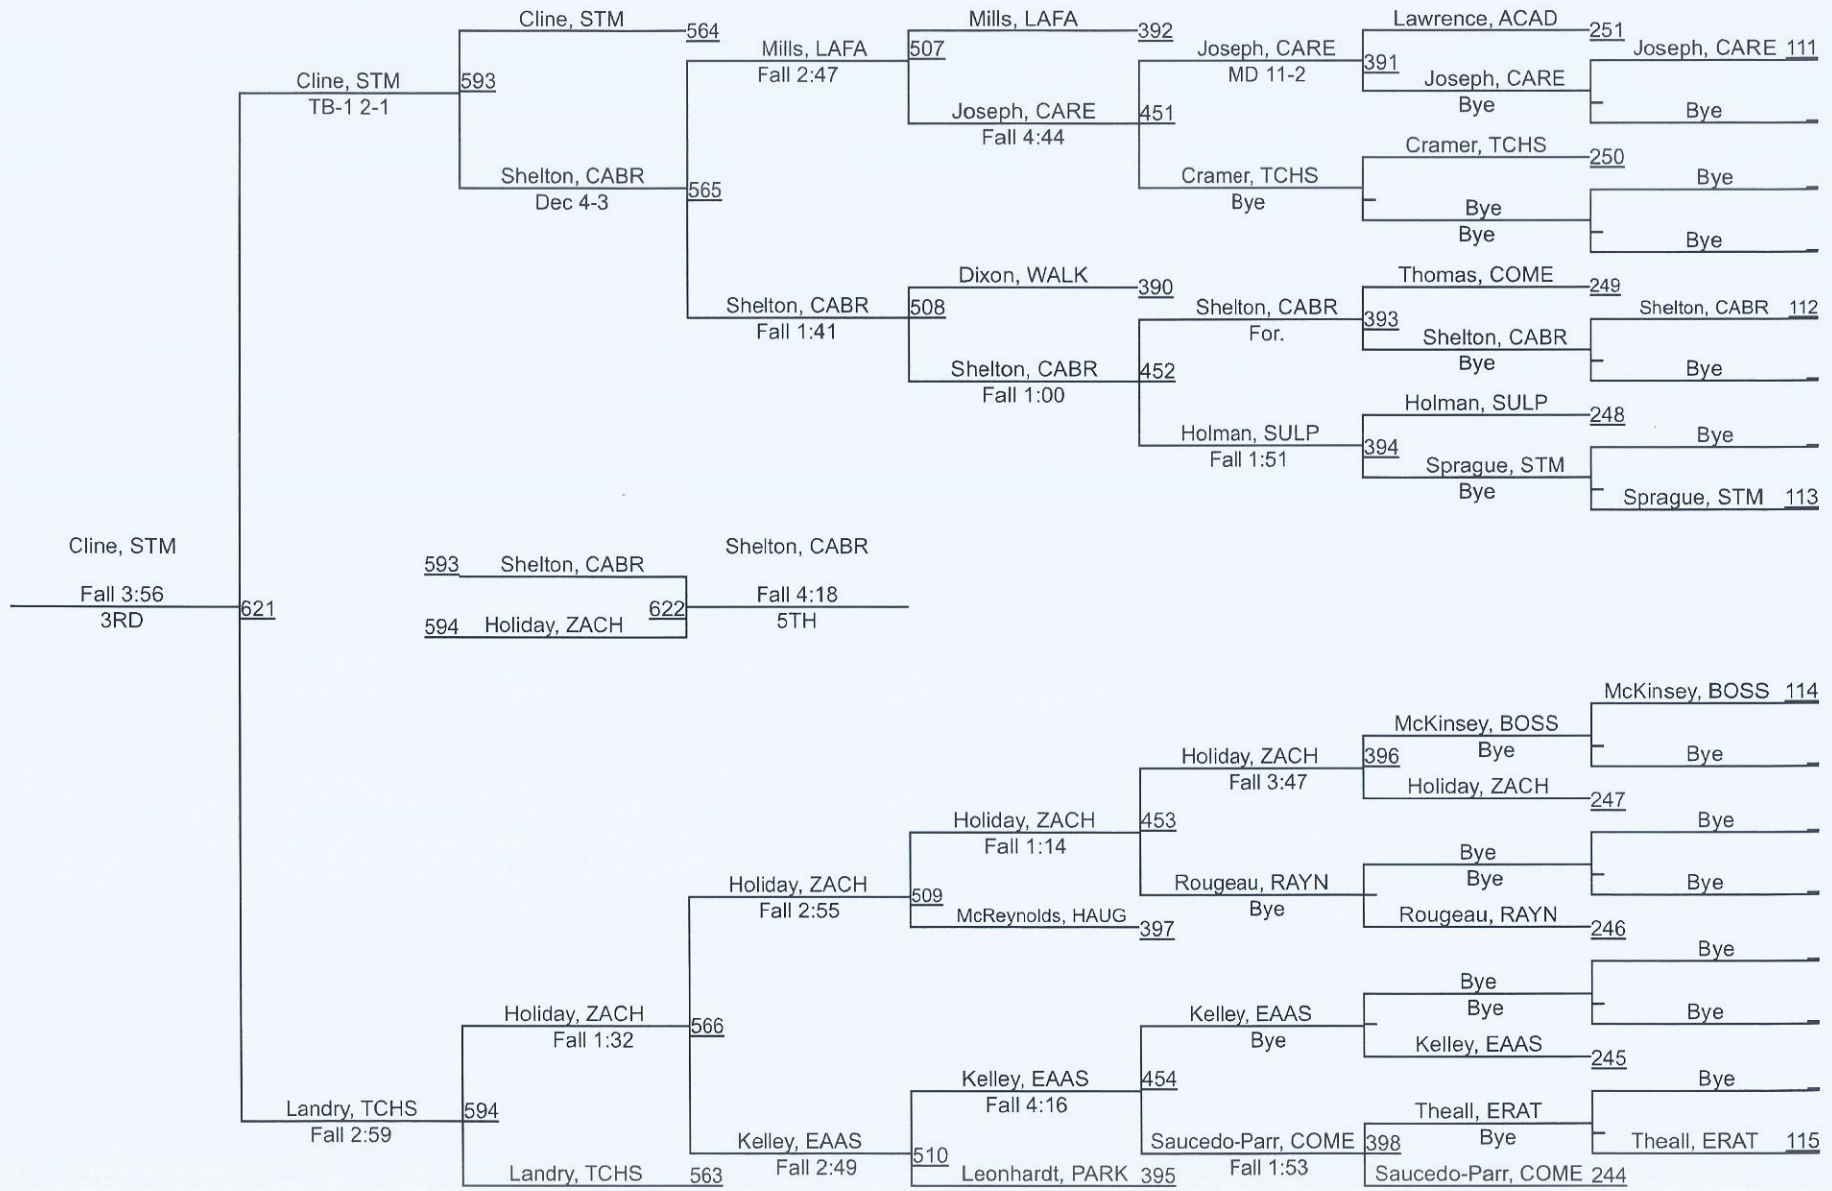 Cline, STM
564
Mills, LAFA
392
Lawrence, ACAD
251
Mills, LAFA
507
Joseph, CARE
391
Joseph, CARE 111
Fall 2:47
MD 11-2
Joseph, CARE
Bye
Cline, STM
593
TB-1 2-1
Joseph, CARE
451
Bye
Fall 4:44
Cramer, TCHS
250
Shelton, CABR
565
Dec 4-3
Cramer, TCHS
Bye
Bye
Bye
Bye
Bye
Dixon, WALK
390
Thomas, COME
249
Shelton, CABR
508
Fall 1:41
Shelton, CABR
393
For.
Shelton, CABR 112
Shelton, CABR
Bye
Shelton, CABR
452
Fall 1:00
Bye
Holman, SULP
248
Holman, SULP
394
Fall 1:51
Bye
Sprague, STM
Bye
Sprague, STM 113
Cline, STM
Fall 3:56
621
3RD
593 Shelton, CABR
594 Holiday, ZACH
622
Shelton, CABR
Fall 4:18
5TH
McKinsey, BOSS 114
McKinsey, BOSS
Bye
Bye
Holiday, ZACH
396
Fall 3:47
Holiday, ZACH
247
Holiday, ZACH
453
Fall 1:14
Bye
Bye
Bye
Bye
Holiday, ZACH
509
Fall 2:55
Rougeau, RAYN
Bye
McReynolds, HAUG
397
Rougeau, RAYN
246
Bye
Bye
Bye
Bye
Holiday, ZACH
566
Fall 1:32
Kelley, EAAS
Bye
Kelley, EAAS
245
Kelley, EAAS
454
Fall 4:16
Bye
Landry, TCHS
594
Fall 2:59
Theall, ERAT
Bye
Theall, ERAT 115
Kelley, EAAS
510
Fall 2:49
Saucedo-Parr, COME 398
Fall 1:53
Landry, TCHS
563
Leonhardt, PARK 395
Saucedo-Parr, COME 244